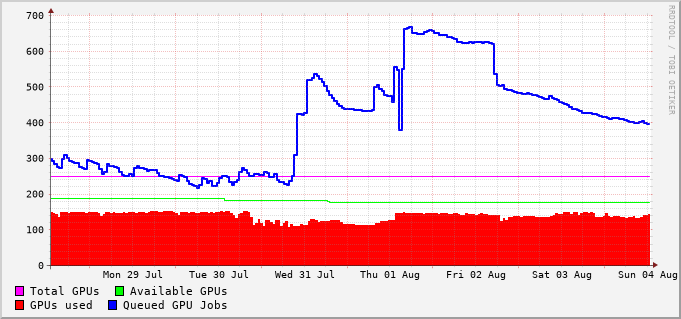 700
600
500
400
300
200
100
0
Mon 29 Jul Tue 30 Jul Wed 31 Jul Thu 01 Aug Fri 02 Aug Sat 03 Aug Sun 04 Aug
Total GPUs Available GPUs
GPUs used Queued GPU Jobs
RRDTOOL / TOBI OETIKER